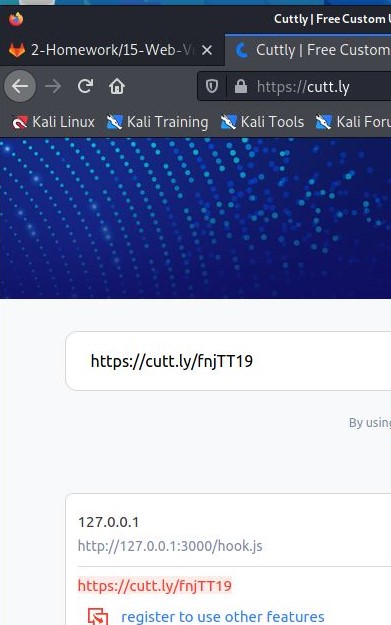 Cuttly | Free Custom U
2-Homework/15-Web-V
Cuttly | Free Custom
https://cutt.ly
Kali Linux Kali Training Kali Tools Kali Foru
https://cutt.ly/fnjTT19
By using
127.0.0.1
http://127.0.0.1:3000/hook.js
https://cutt.ly/fnjTT19
register to use other features